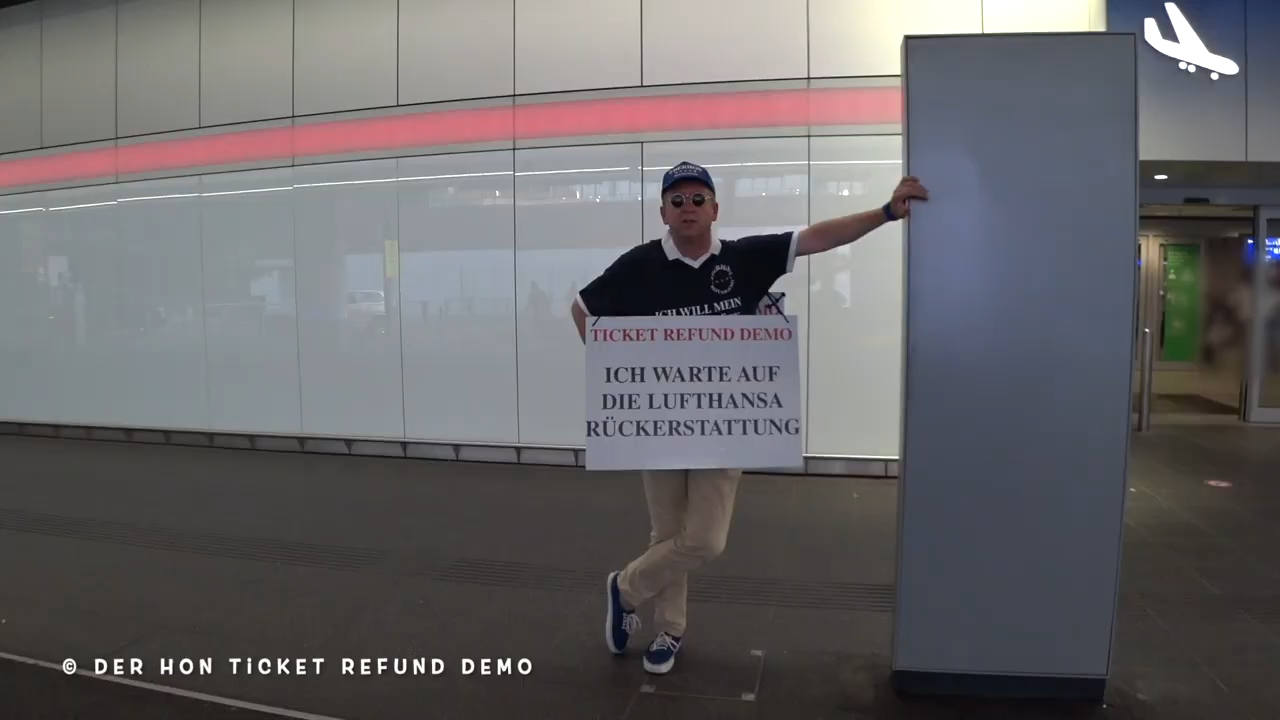 ICH WILL MEIN
TICKET REFUND DEMO
ICH WARTE AUF
DIE LUFTHANSA
RÜCKERSTATTUNG
© DER HON TICKET REFUND DEMO